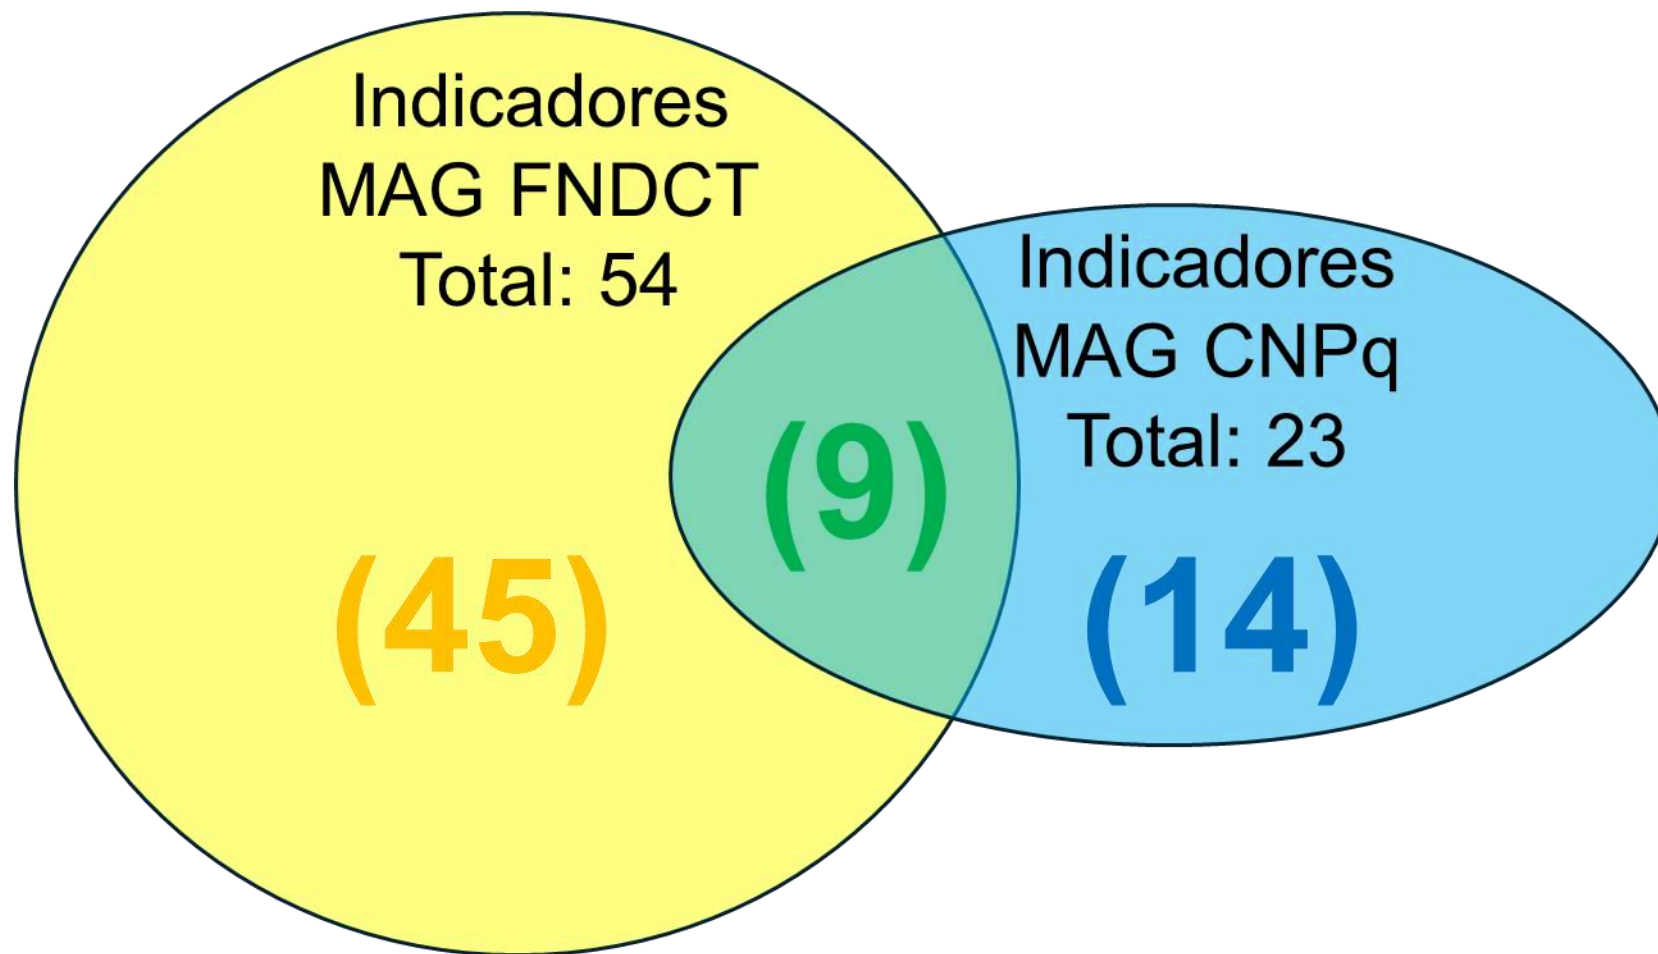 Indicadores
MAG FNDCT
Total: 54
(45)
(9)
Indicadores
MAG CNPq
Total: 23
(14)